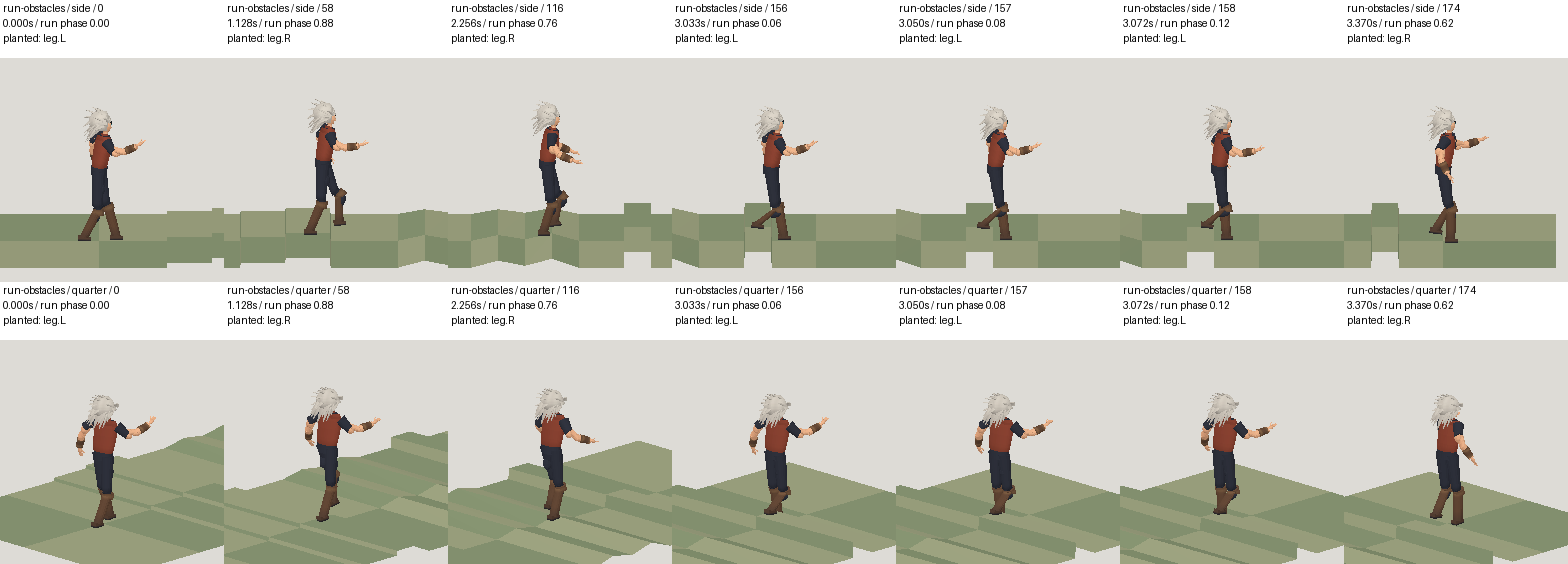 run-obstacles / side / 0
0.000s / run phase 0.00
planted: leg.L
run-obstacles / side / 58
1.128s / run phase 0.88
planted: leg.R
run-obstacles / side / 116
2.256s / run phase 0.76
planted: leg.R
run-obstacles / side / 156
3.033s / run phase 0.06
planted: leg.L
run-obstacles / side / 157
3.050s / run phase 0.08
planted: leg.L
run-obstacles / side / 158
3.072s / run phase 0.12
planted: leg.L
run-obstacles / side / 174
3.370s / run phase 0.62
planted: leg.R
run-obstacles / quarter / 0
0.000s / run phase 0.00
planted: leg.L
run-obstacles / quarter / 58
1.128s / run phase 0.88
planted: leg.R
run-obstacles / quarter / 116
2.256s / run phase 0.76
planted: leg.R
run-obstacles / quarter / 156
3.033s / run phase 0.06
planted: leg.L
run-obstacles / quarter / 157
3.050s / run phase 0.08
planted: leg.L
run-obstacles / quarter / 158
3.072s / run phase 0.12
planted: leg.L
run-obstacles / quarter / 174
3.370s / run phase 0.62
planted: leg.R